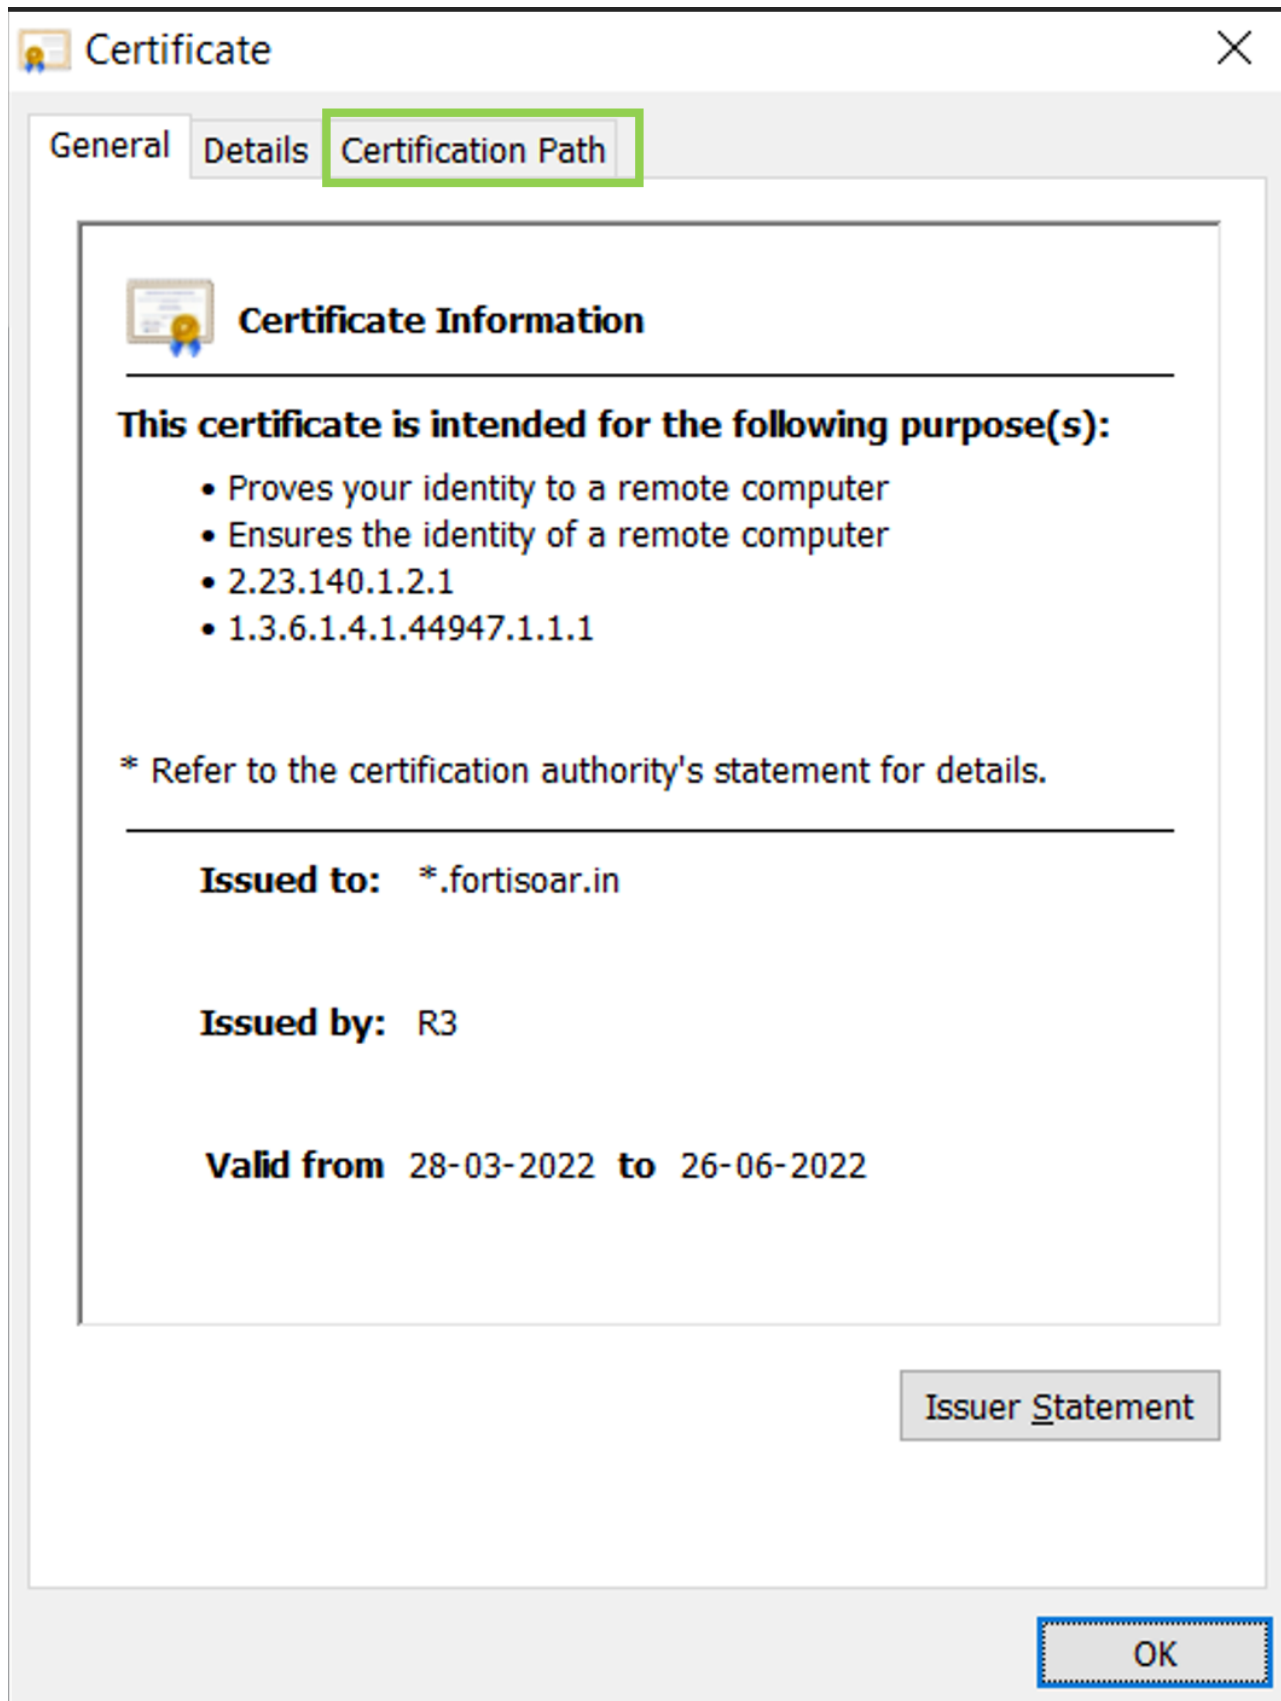 Certificate
General Details Certification Path
Certificate Information
This certificate is intended for the following purpose(s):
• Proves your identity to a remote computer
• Ensures the identity of a remote computer
• 2.23.140.1.2.1
• 1.3.6.1.4.1.44947.1.1.1
* Refer to the certification authority's statement for details.
Issued to: *.fortisoar.in
Issued by: R3
Valid from 28-03-2022 to 26-06-2022
Issuer Statement
OK